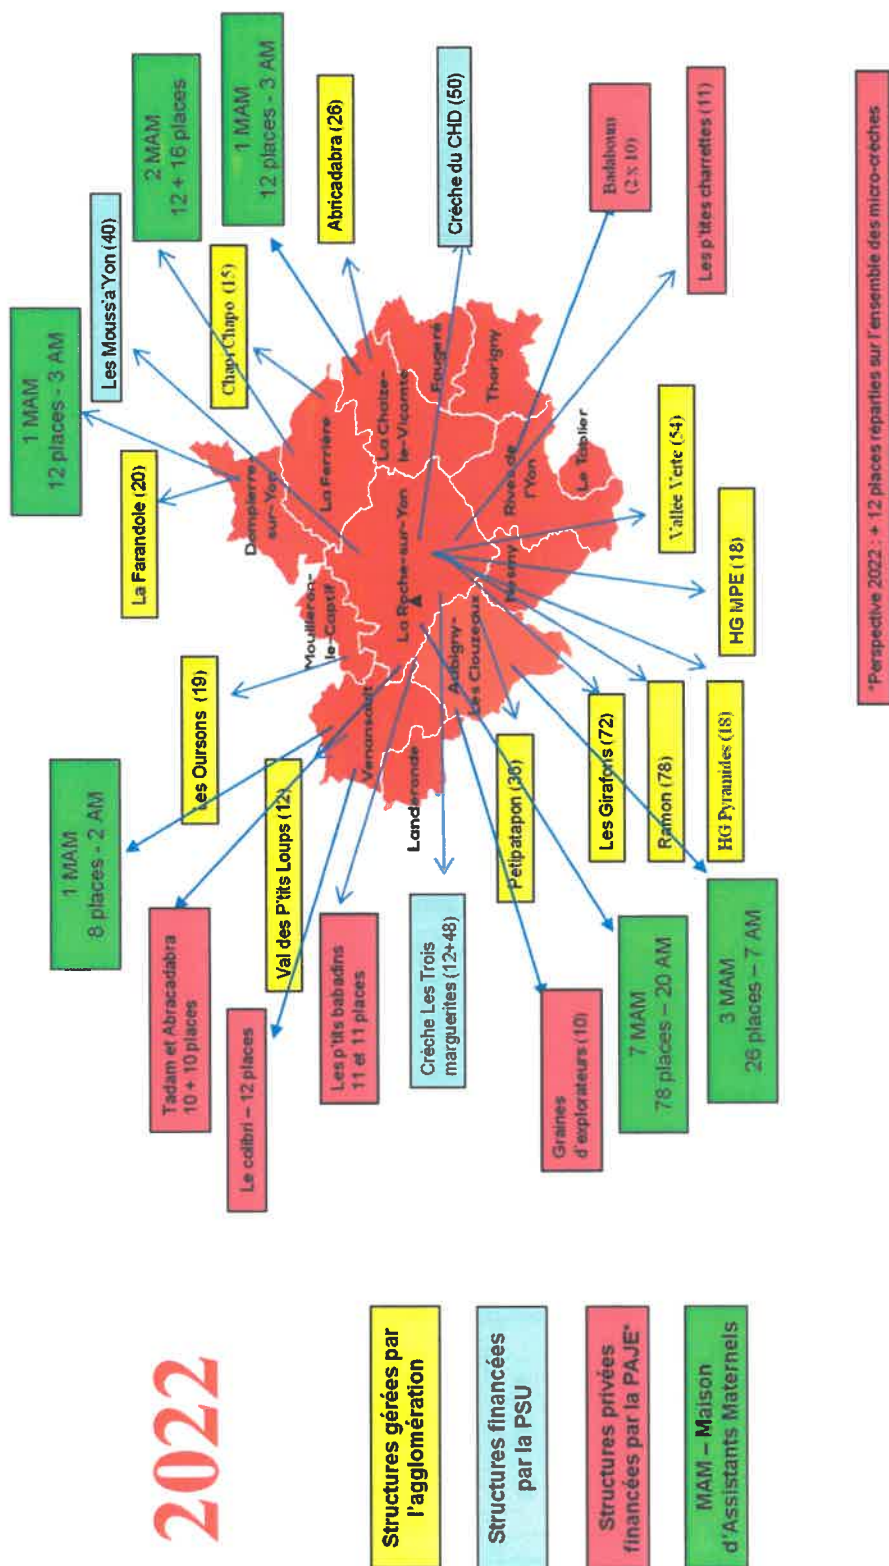 2022
Structures gérées par
l'agglomération
Structures financées
par la PSU
Structures privées
financées par la PAJE*
MAM – Maison
d'Assistants Maternels
1 MAM
8 places - 2 AM
Tadam et Abracadabra
10 + 10 places
Le colibri – 12 places
Les Oursons (19)
Val des P'tits Loups (12)
Les p'tits babadins
11 et 11 places
Crèche Les Trois
marguerites (12+48)
Petipatapon (36)
Graines
d'explorateurs (10)
7 MAM
78 places – 20 AM
3 MAM
26 places – 7 AM
Les Girafons (72)
Ramon (78)
HG Pyramides (18)
HG MPE (18)
Vallée Verte (54)
1 MAM
12 places - 3 AM
La Farandole (20)
Les Mouss'à Yon (40)
2 MAM
12 + 16 places
Chapi Chapo (15)
1 MAM
12 places - 3 AM
Abricadabra (26)
Crèche du CHD (50)
Badaboum
(2 x 10)
Les p'tites charrettes (11)
Dompierre-
sur-Yon
La Ferrière
Mouilleron-
le-Captif
La Chaize-
le-Vicomte
Fougeré
Thorigny
La Roche-sur-Yon
Venansault
Landeronde
Aubigny-
Les Clouzeaux
Nesmy
Rives de
l'Yon
Le Tablier
*Perspective 2022 : + 12 places réparties sur l'ensemble des micro-crèches